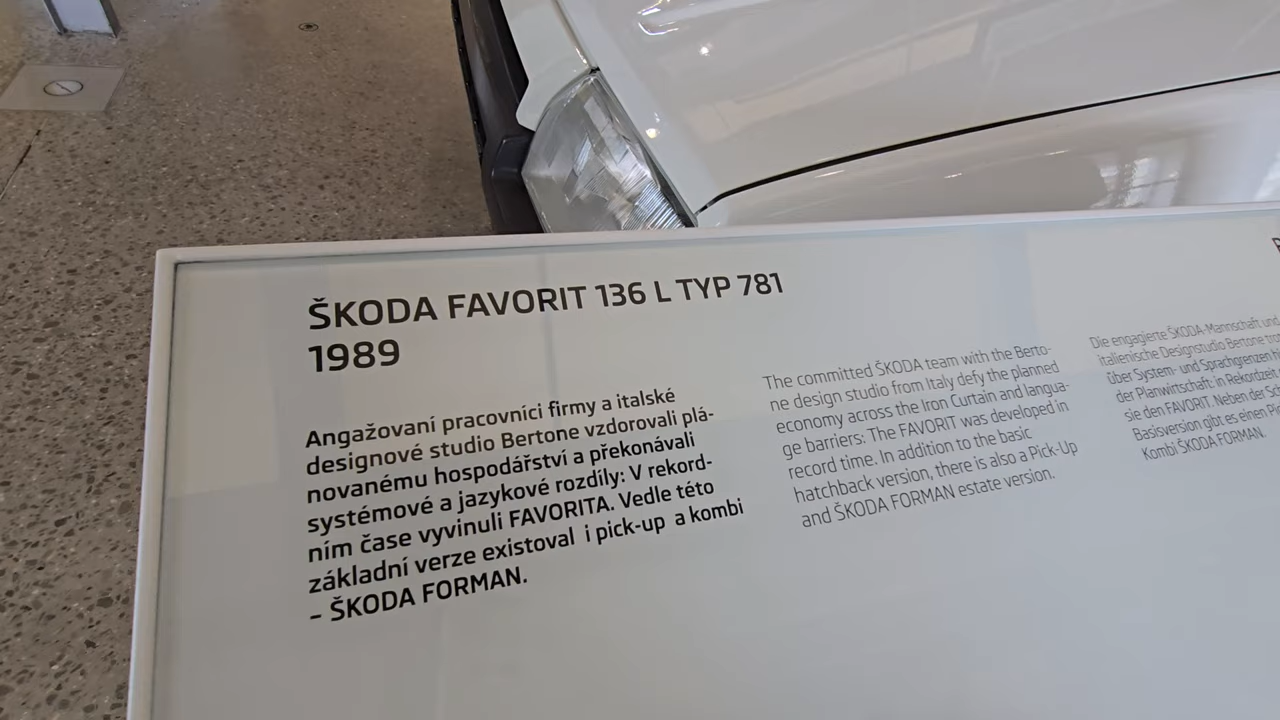 ŠKODA FAVORIT 136 L TYP 781
1989
Angažovaní pracovníci firmy a italské
designové studio Bertone vzdorovali plá-
novanému hospodářství a překonávali
systémové a jazykové rozdíly: V rekord-
ním čase vyvinuli FAVORITA. Vedle této
základní verze existoval i pick-up a kombi
– ŠKODA FORMAN.
The committed ŠKODA team with the Berto-
ne design studio from Italy defy the planned
economy across the Iron Curtain and langua-
ge barriers: The FAVORIT was developed in
record time. In addition to the basic
hatchback version, there is also a Pick-Up
and ŠKODA FORMAN estate version.
Die engagierte ŠKODA-Mannschaft und
italienische Designstudio Bertone
über System- und Sprachgrenzen
der Planwirtschaft: in Rekordzeit
sie den FAVORIT. Neben der
Basisversion gibt es einen
Kombi ŠKODA FORMAN.